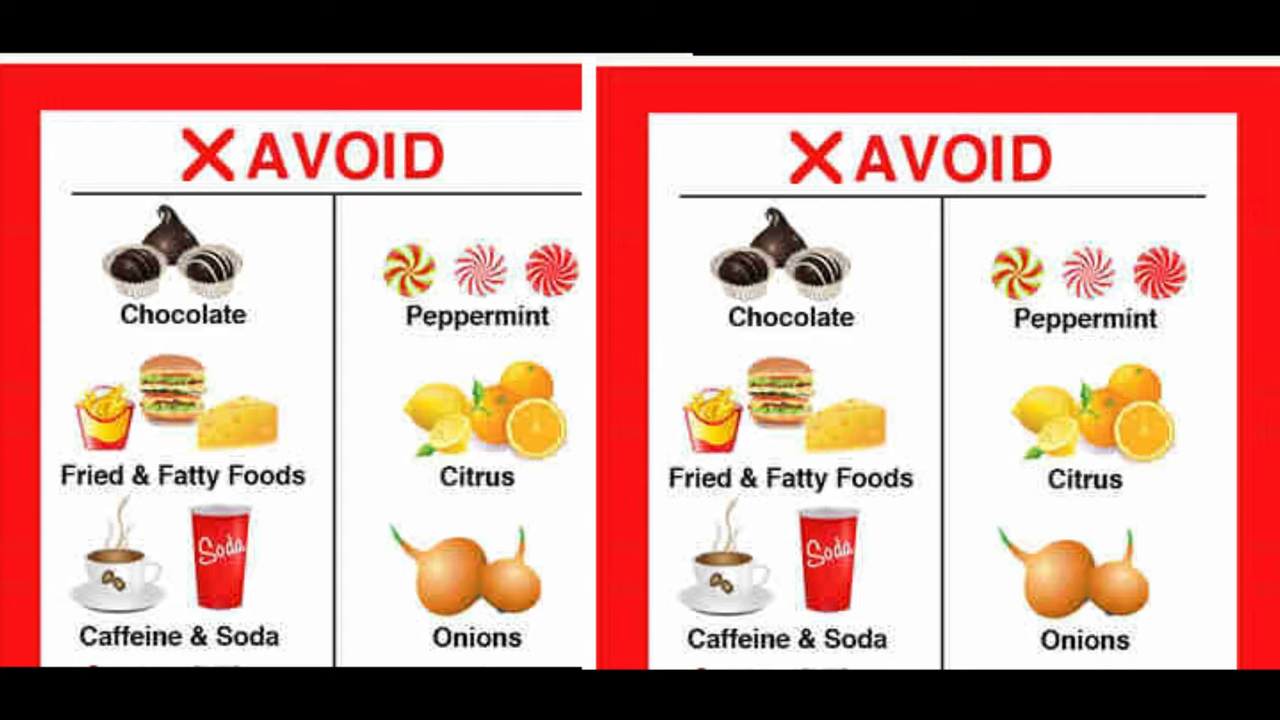 X AVOID
Chocolate
Peppermint
Fried & Fatty Foods
Citrus
Soda
Caffeine & Soda
Onions
X AVOID
Chocolate
Peppermint
Fried & Fatty Foods
Citrus
Soda
Caffeine & Soda
Onions